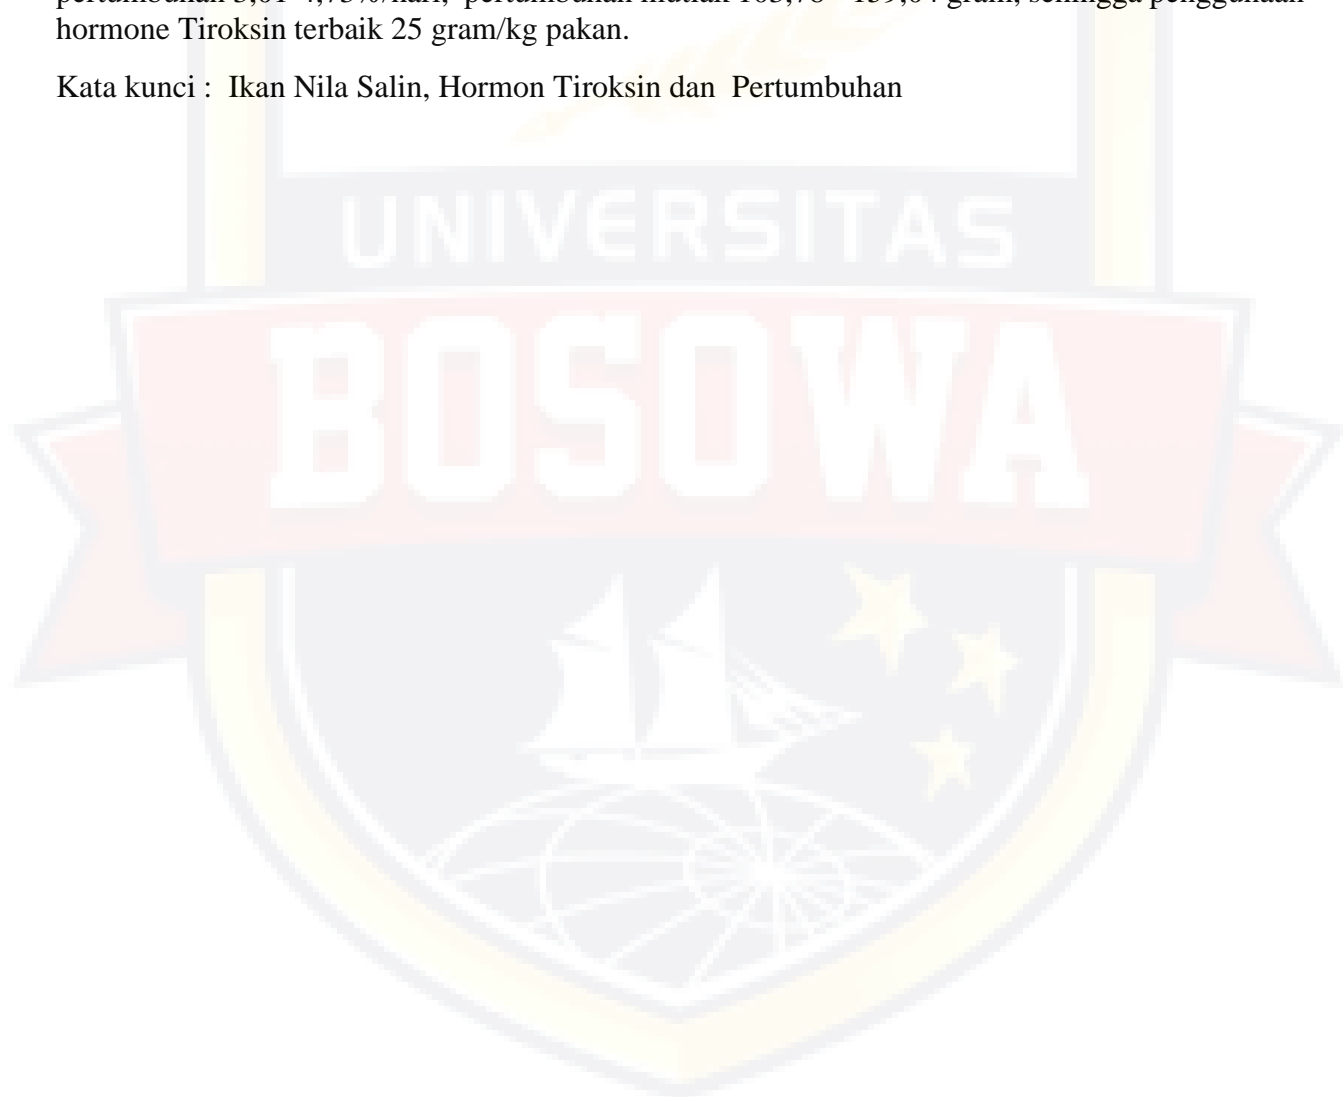 hormone Tiroksin terbaik 25 gram/kg pakan.
Kata kunci : Ikan Nila Salin, Hormon Tiroksin dan Pertumbuhan
UNIVERSITAS
BOSOWA